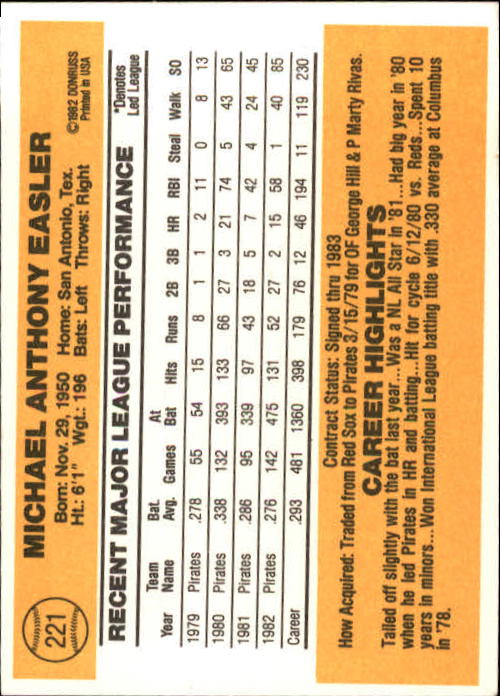 221
MICHAEL ANTHONY EASLER
Born: Nov. 29, 1950 Home: San Antonio, Tex.
Ht.: 6'1" Wgt.: 196 Bats: Left Throws: Right
©1982 DONRUSS
Printed in USA
RECENT MAJOR LEAGUE PERFORMANCE
*Denotes
Led League
Team Bat. At
Year Name Avg. Games Bat Hits Runs 2B 3B HR RBI Steal Walk SO
1979 Pirates .278 55 54 15 8 1 1 2 11 0 8 13
1980 Pirates .338 132 393 133 66 27 3 21 74 5 43 65
1981 Pirates .286 95 339 97 43 18 5 7 42 4 24 45
1982 Pirates .276 142 475 131 52 27 2 15 58 1 40 85
Career .293 481 1360 398 179 76 12 46 194 11 119 230
Contract Status: Signed thru 1983
How Acquired: Traded from Red Sox to Pirates 3/15/79 for OF George Hill & P Marty Rivas.
CAREER HIGHLIGHTS
Tailed off slightly with the bat last year...Was a NL All Star in '81...Had big year in '80
when he led Pirates in HR and batting...Hit for cycle 6/12/80 vs. Reds...Spent 10
years in minors...Won International League batting title with .330 average at Columbus
in '78.